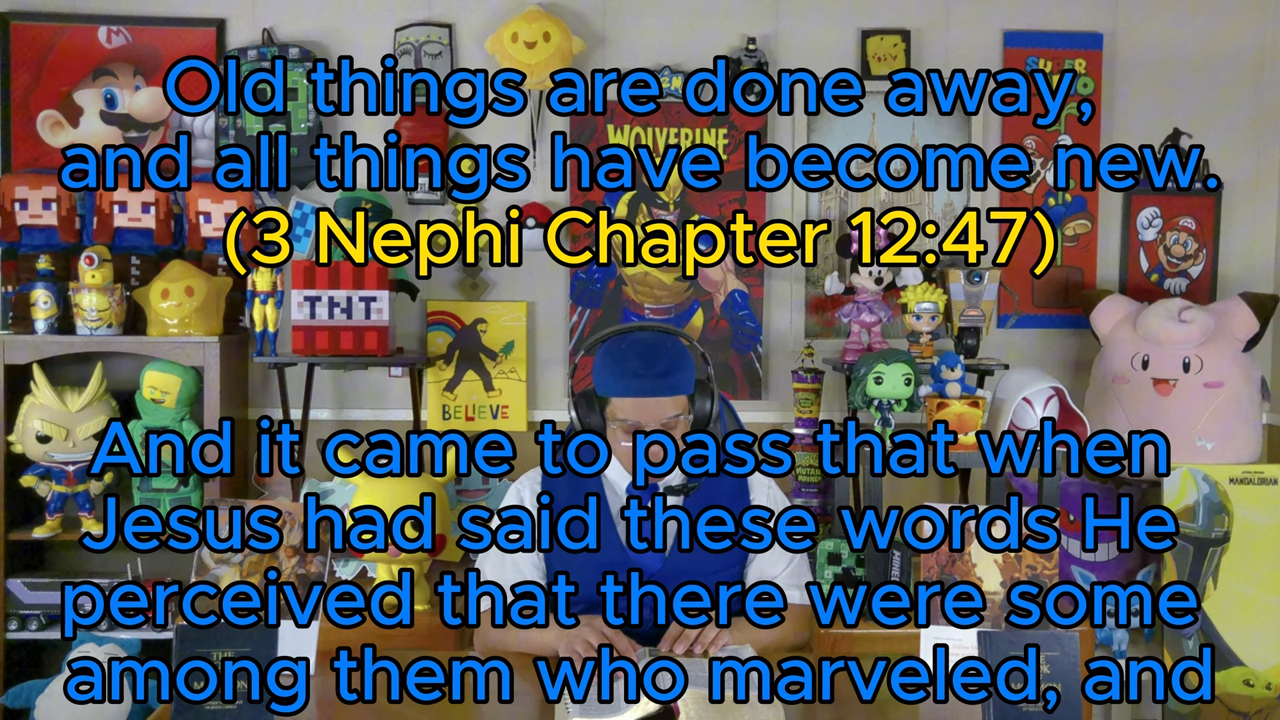 Old things are done away,
and all things have become new.
(3 Nephi Chapter 12:47)
WOLVERINE
SUPER
TNT
BELIEVE
And it came to pass that when
Jesus had said these words He
perceived that there were some
among them who marveled, and
MANDALORIAN